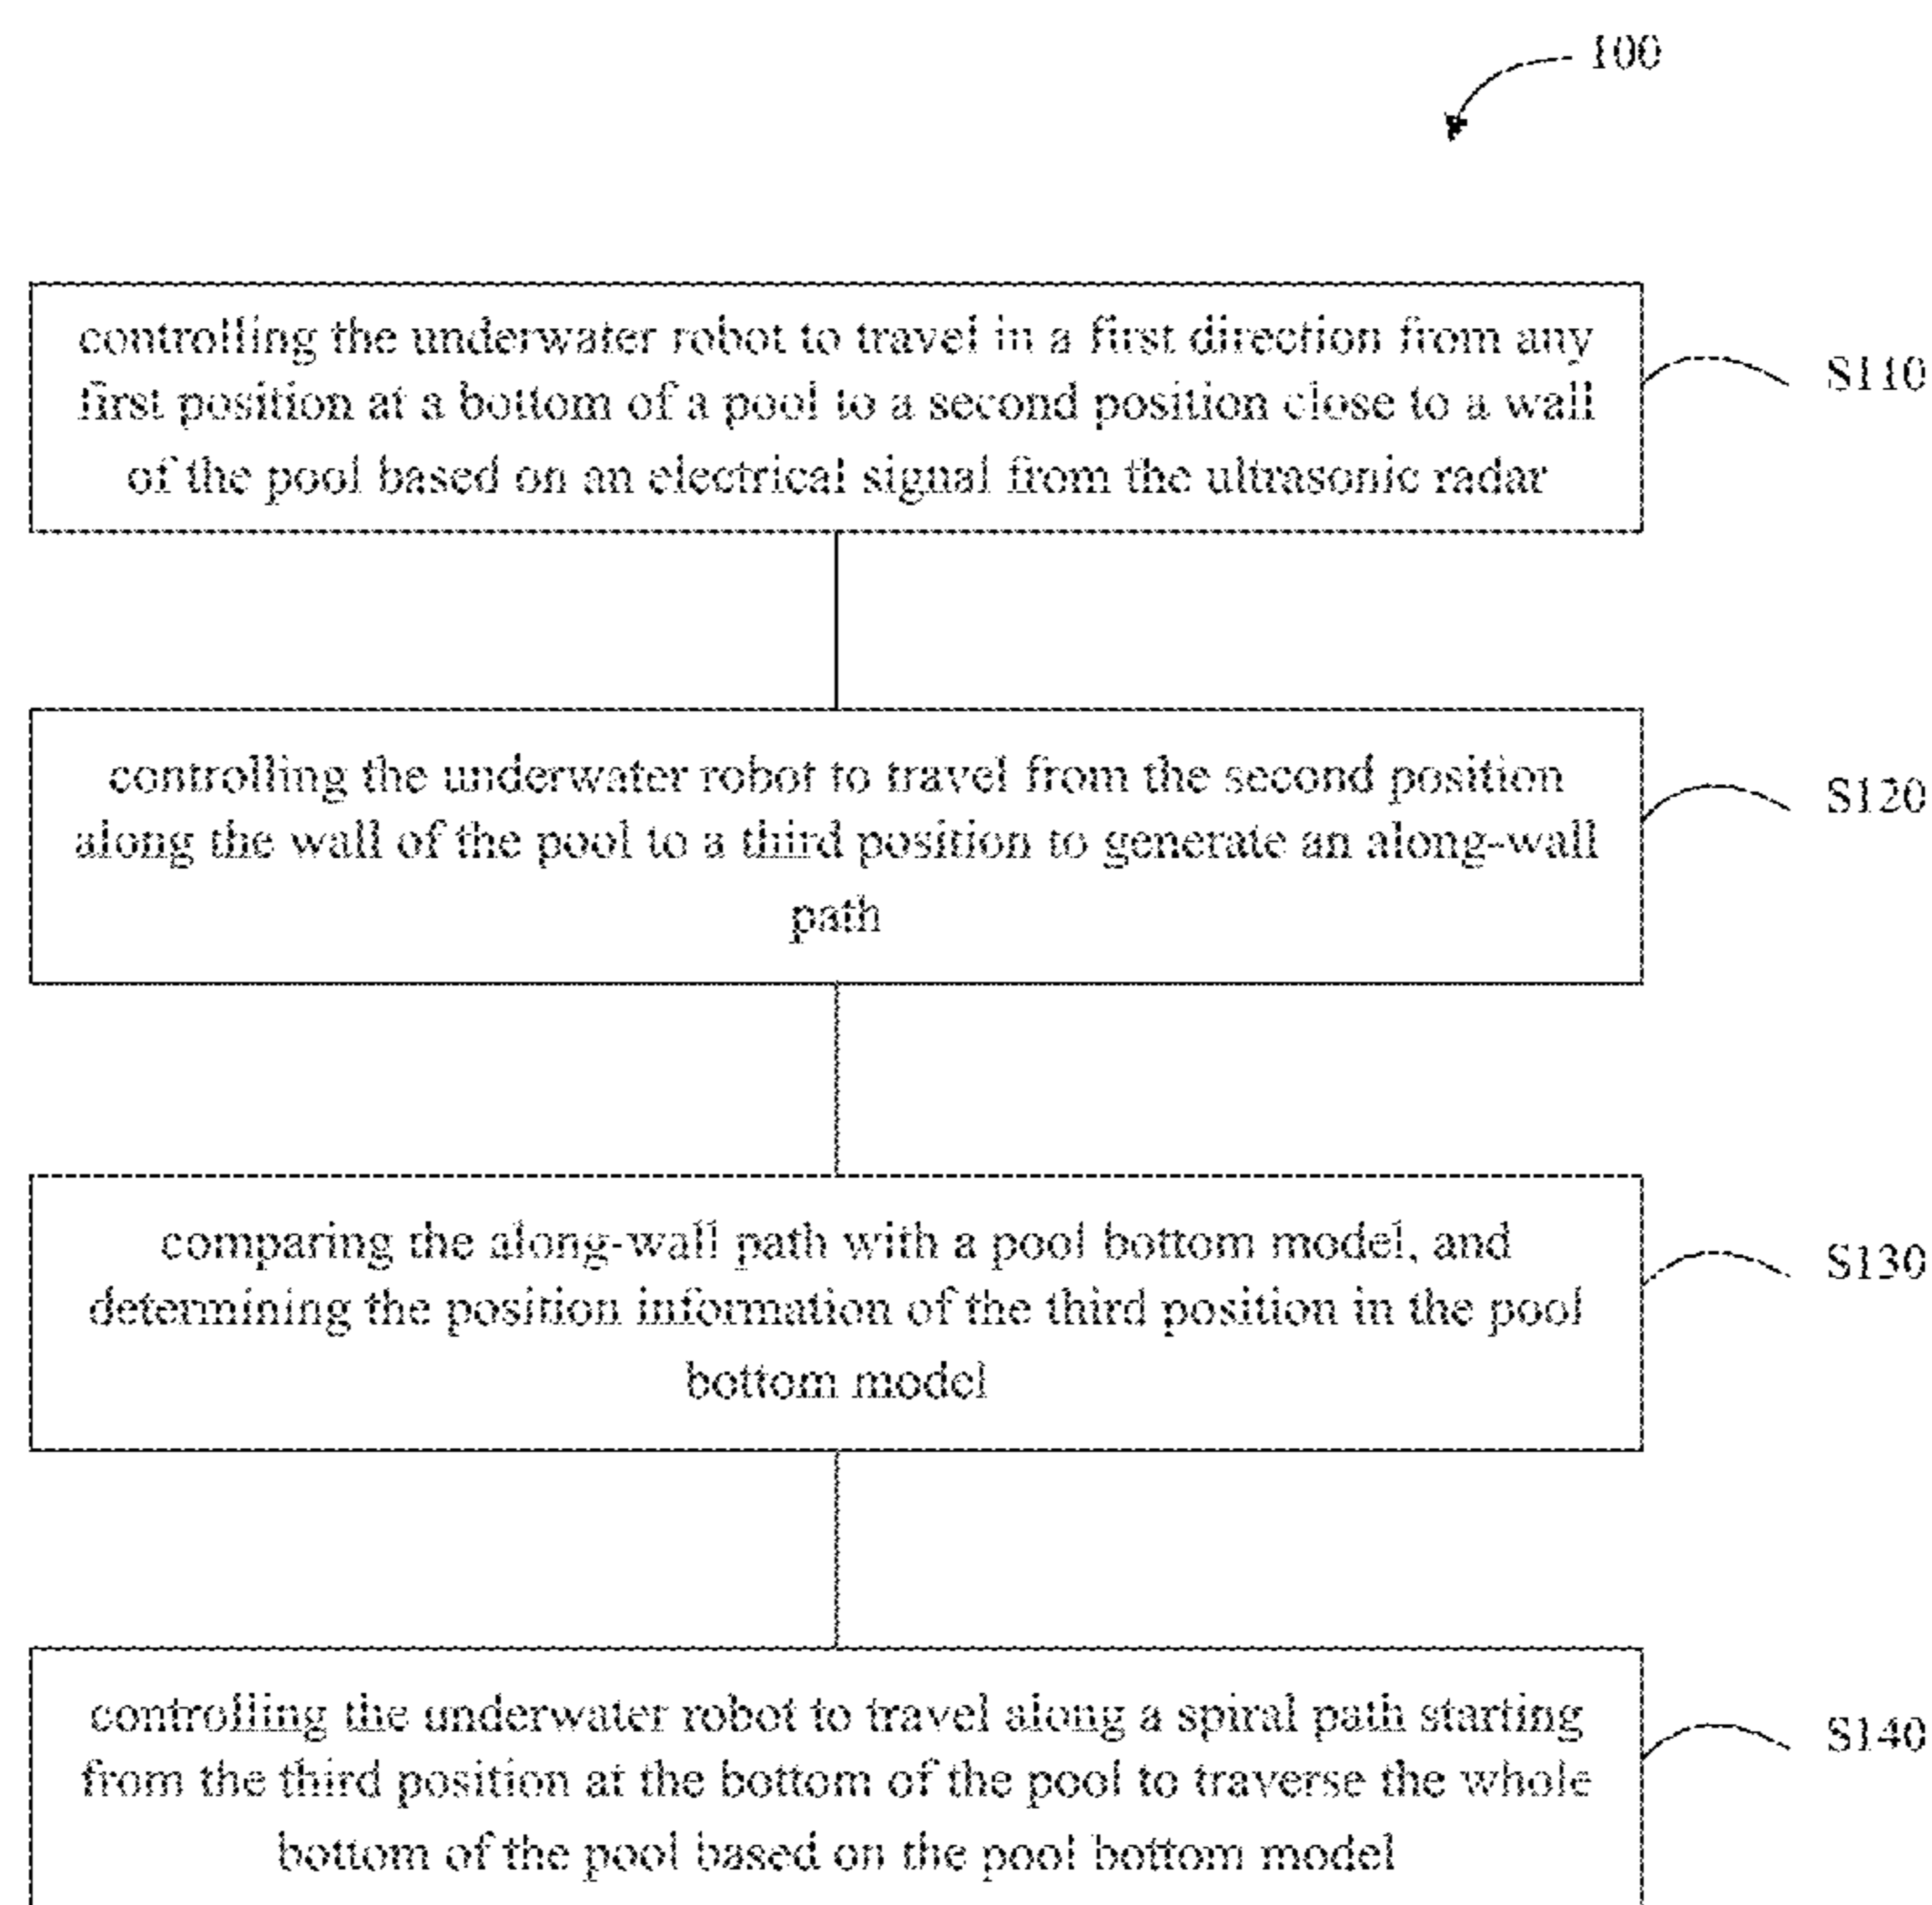 100
controlling the underwater robot to travel in a first direction from any
first position at a bottom of a pool to a second position close to a wall
of the pool based on an electrical signal from the ultrasonic radar
S110
controlling the underwater robot to travel from the second position
along the wall of the pool to a third position to generate an along-wall
path
S120
comparing the along-wall path with a pool bottom model, and
determining the position information of the third position in the pool
bottom model
S130
controlling the underwater robot to travel along a spiral path starting
from the third position at the bottom of the pool to traverse the whole
bottom of the pool based on the pool bottom model
S140